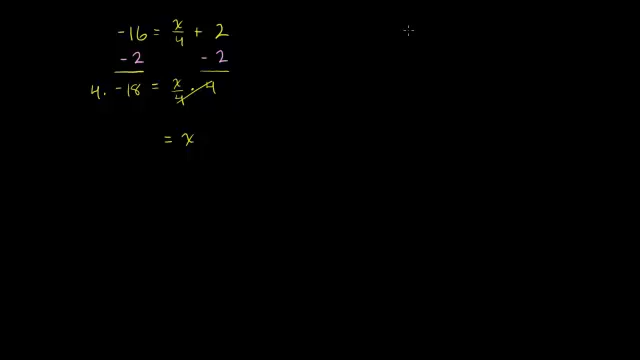 -16 = x/4 + 2
- 2 - 2
4 · -18 = x/4 · 4
= x